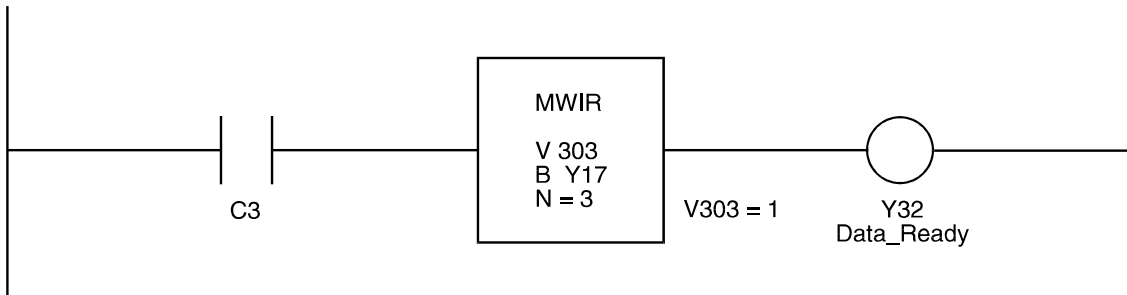 MWIR
V 303
B Y17
N = 3
C3
V303 = 1
Y32
Data_Ready